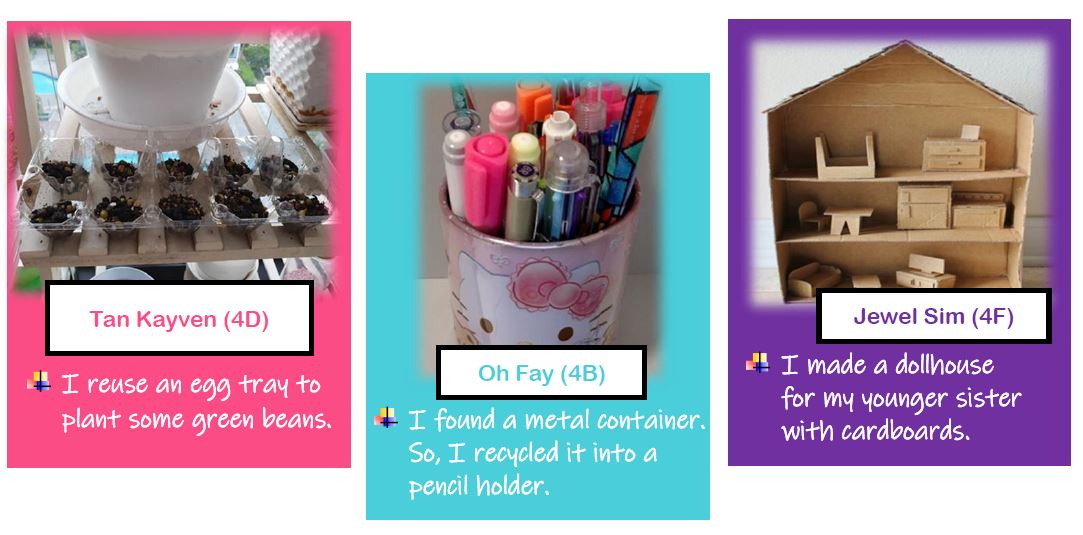 Tan Kayven (4D)
I reuse an egg tray to
plant some green beans.
Oh Fay (4B)
I found a metal container.
So, I recycled it into a
pencil holder.
Jewel Sim (4F)
I made a dollhouse
for my younger sister
with cardboards.